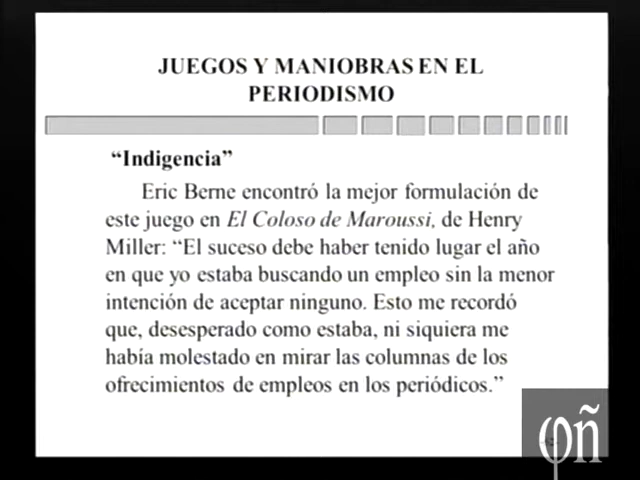 JUEGOS Y MANIOBRAS EN EL
PERIODISMO
“Indigencia”
Eric Berne encontró la mejor formulación de
este juego en El Coloso de Maroussi, de Henry
Miller: “El suceso debe haber tenido lugar el año
en que yo estaba buscando un empleo sin la menor
intención de aceptar ninguno. Esto me recordó
que, desesperado como estaba, ni siquiera me
había molestado en mirar las columnas de los
ofrecimientos de empleos en los periódicos.”
φñ